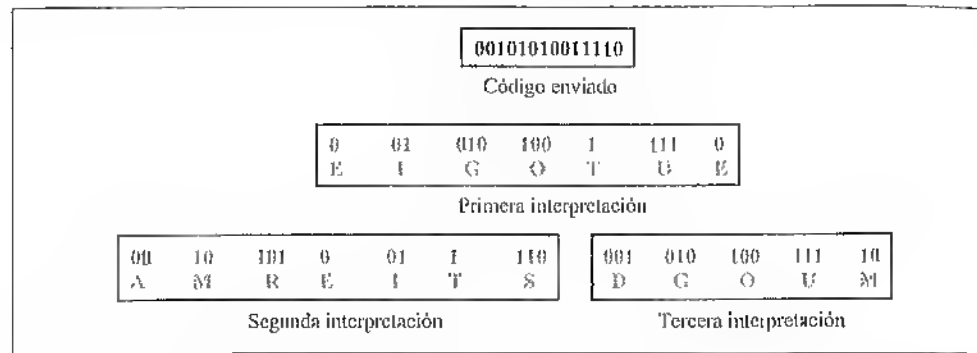 00101010011110
Código enviado
0 01 010 100 1 111 0
E I G O T U E
Primera interpretación
00 10 101 0 01 1 110
A M R E I T S
Segunda interpretación
001 010 100 111 10
D G O U M
Tercera interpretación